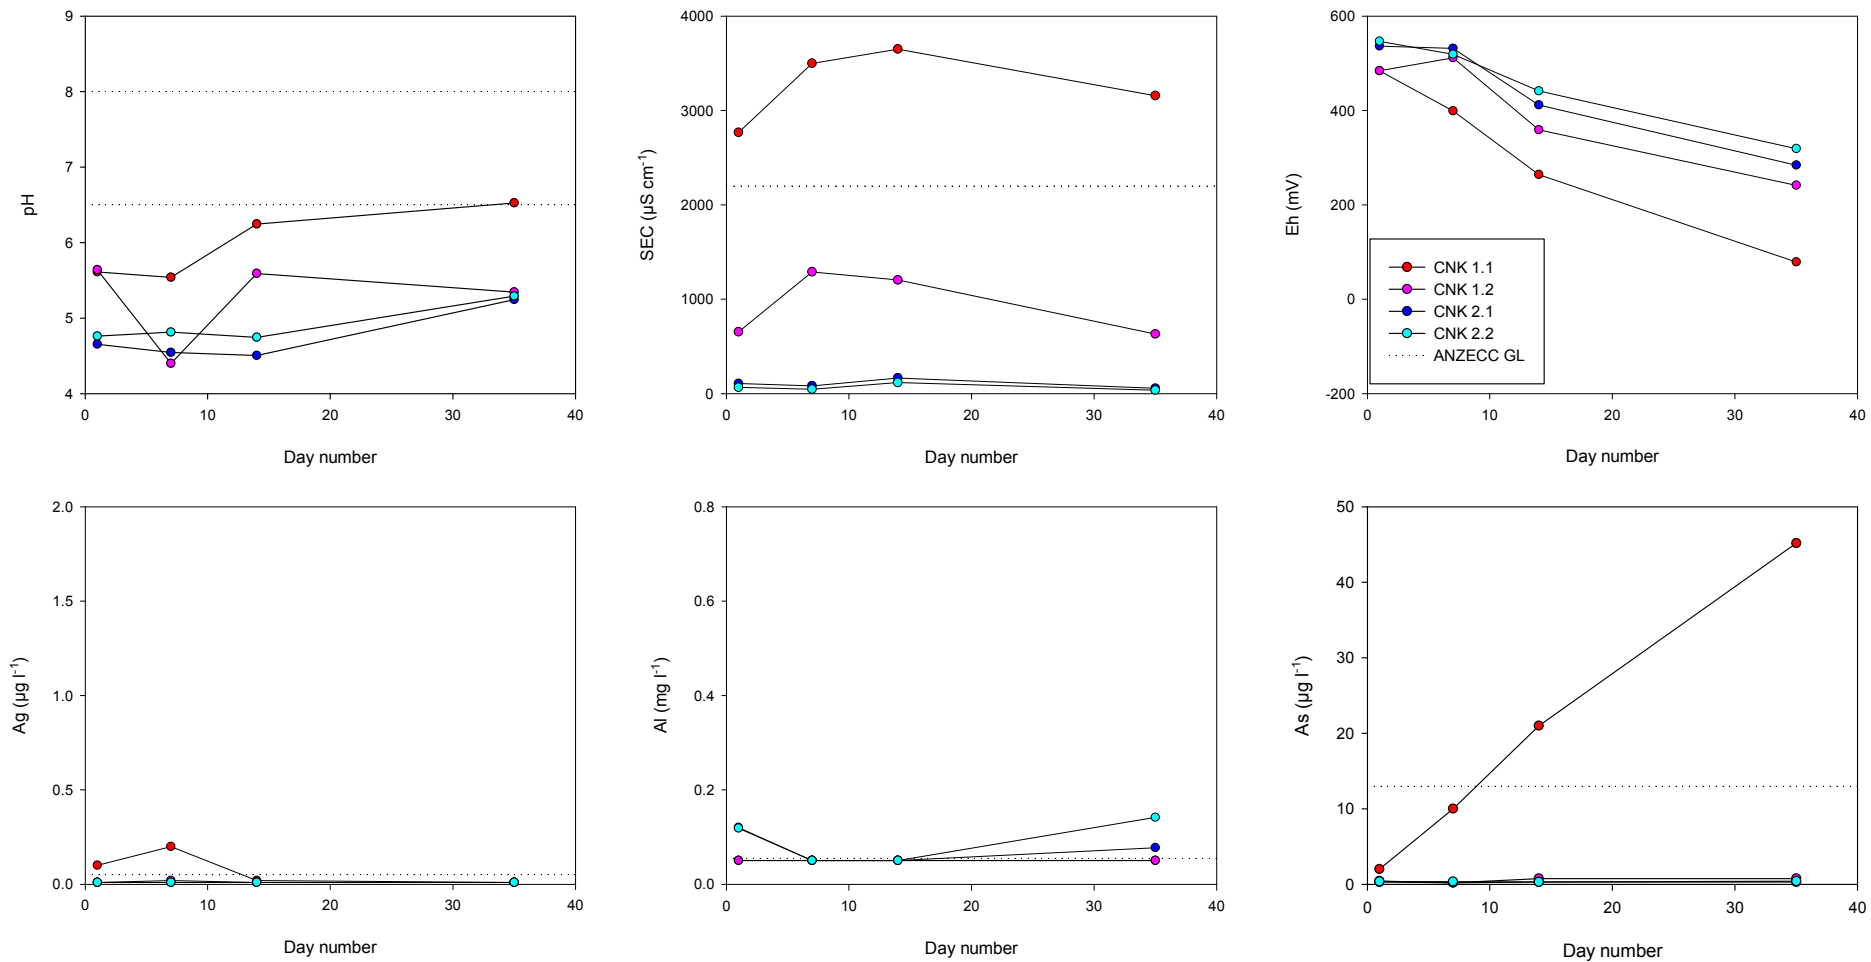 9
8
7
6
5
4
pH
0 10 20 30 40
Day number
4000
3000
2000
1000
0
SEC (µS cm⁻¹)
0 10 20 30 40
Day number
600
400
200
0
-200
Eh (mV)
CNK 1.1
CNK 1.2
CNK 2.1
CNK 2.2
ANZECC GL
0 10 20 30 40
Day number
2.0
1.5
1.0
0.5
0.0
Ag (µg l⁻¹)
0 10 20 30 40
Day number
0.8
0.6
0.4
0.2
0.0
Al (mg l⁻¹)
0 10 20 30 40
Day number
50
40
30
20
10
0
As (µg l⁻¹)
0 10 20 30 40
Day number